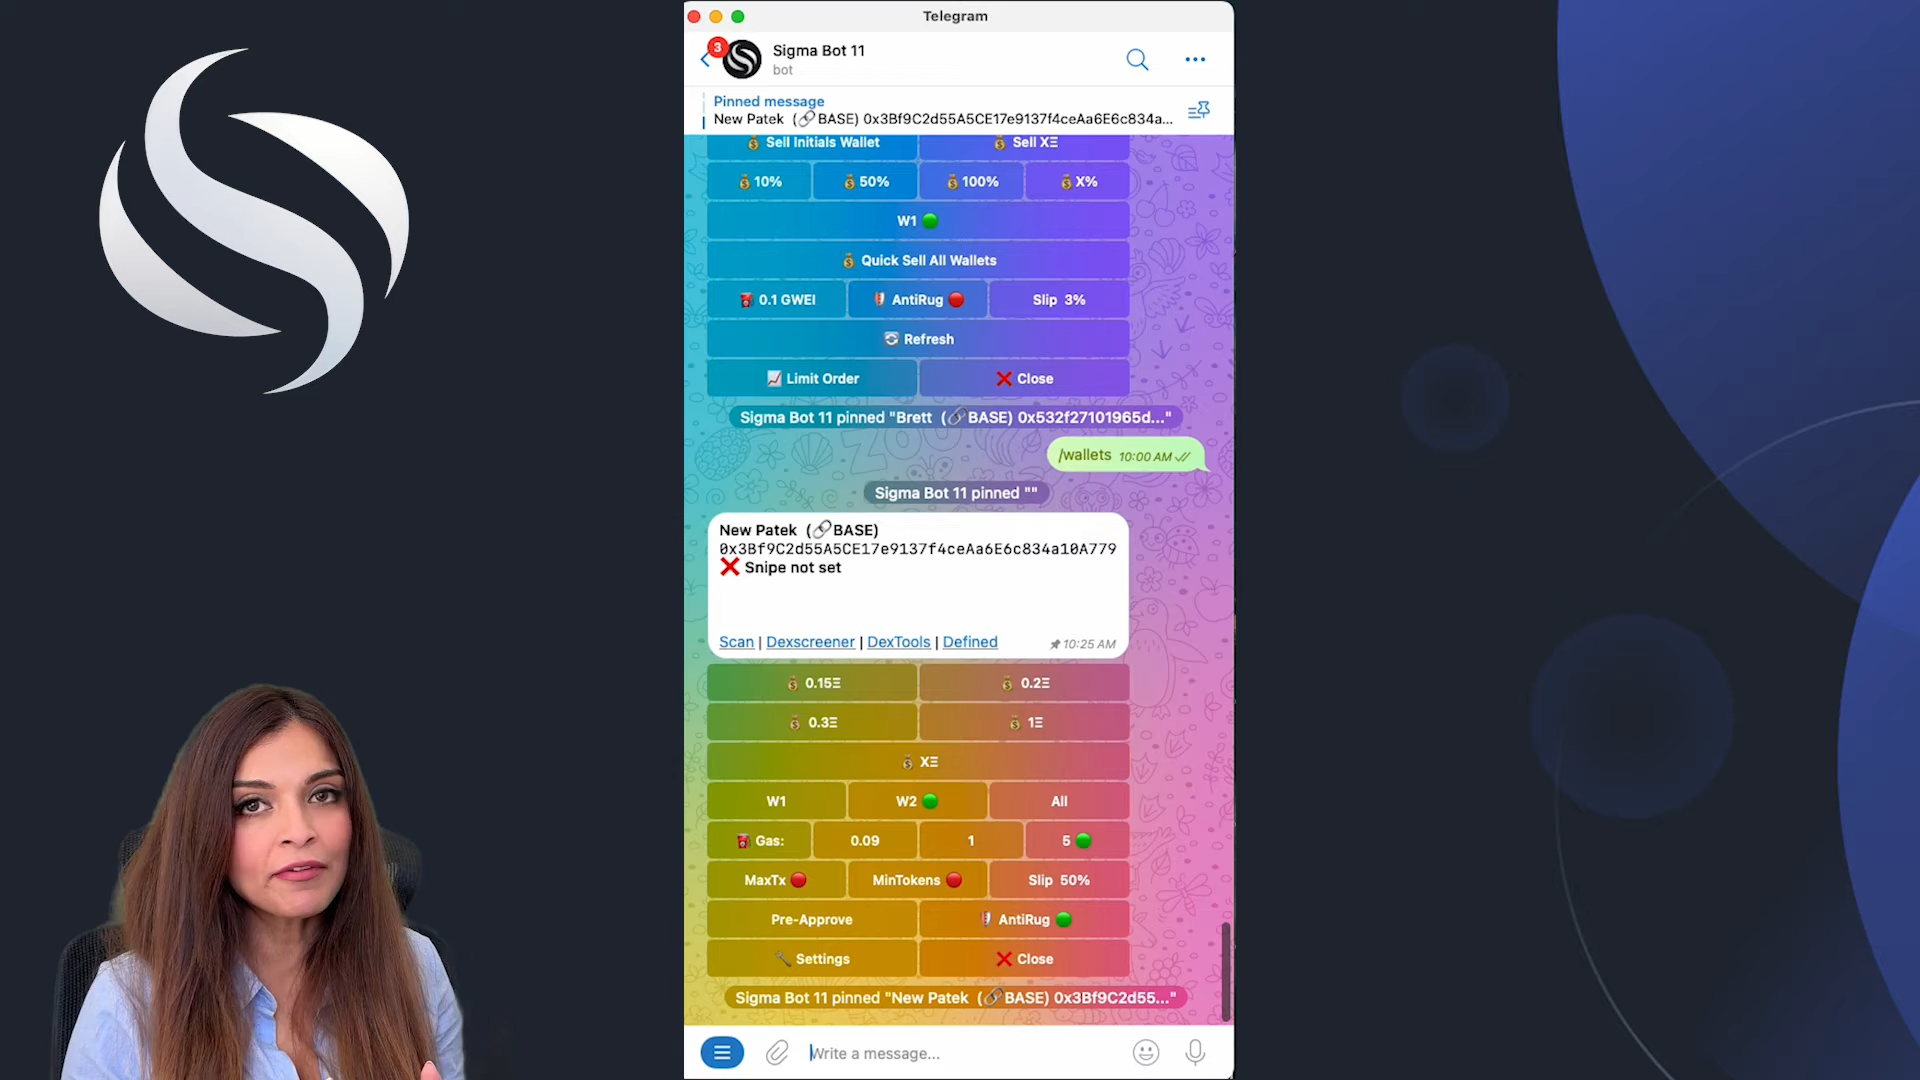 Telegram
3
Sigma Bot 11
bot
Pinned message
New Patek (🔗BASE) 0x3Bf9C2d55A5CE17e9137f4ceAa6E6c834a...
💰 Sell Initials Wallet
💰 Sell XΞ
💰 10%
💰 50%
💰 100%
💰 X%
W1 🟢
💰 Quick Sell All Wallets
⛽ 0.1 GWEI
AntiRug 🔴
Slip 3%
🔄 Refresh
📈 Limit Order
❌ Close
Sigma Bot 11 pinned "Brett (🔗BASE) 0x532f27101965d..."
/wallets 10:00 AM
Sigma Bot 11 pinned ""
New Patek (🔗BASE)
0x3Bf9C2d55A5CE17e9137f4ceAa6E6c834a10A779
❌ Snipe not set
Scan | Dexscreener | DexTools | Defined
10:25 AM
💰 0.15Ξ
💰 0.2Ξ
💰 0.3Ξ
💰 1Ξ
💰 XΞ
W1
W2 🟢
All
⛽ Gas:
0.09
1
5 🟢
MaxTx 🔴
MinTokens 🔴
Slip 50%
Pre-Approve
AntiRug 🟢
🔧 Settings
❌ Close
Sigma Bot 11 pinned "New Patek (🔗BASE) 0x3Bf9C2d55..."
Write a message...